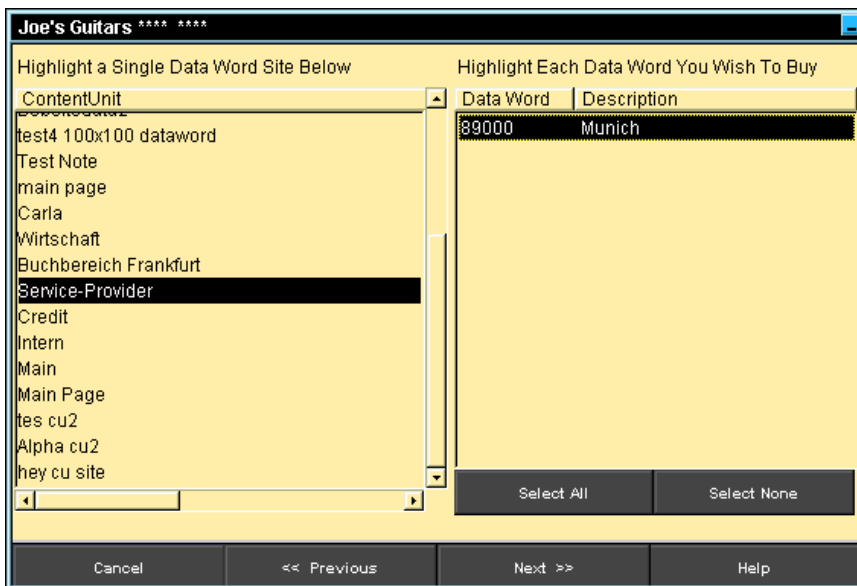 Joe's Guitars **** ****
Highlight a Single Data Word Site Below
ContentUnit
test4 100x100 dataword
Test Note
main page
Carla
Wirtschaft
Buchbereich Frankfurt
Service-Provider
Credit
Intern
Main
Main Page
tes cu2
Alpha cu2
hey cu site
Highlight Each Data Word You Wish To Buy
Data Word Description
89000 Munich
Select All Select None
Cancel << Previous Next >> Help